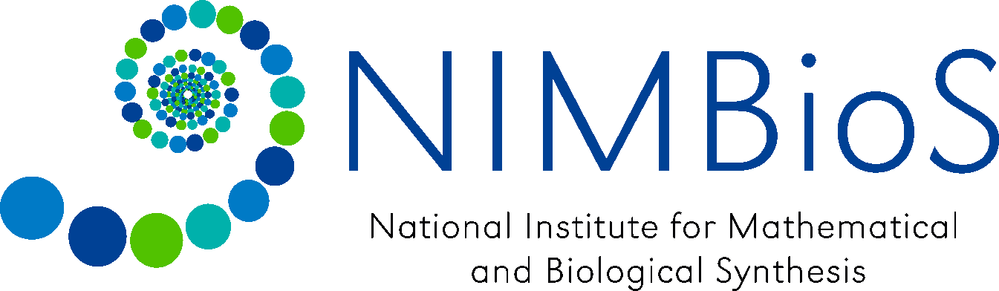 NIMBioS
National Institute for Mathematical
and Biological Synthesis